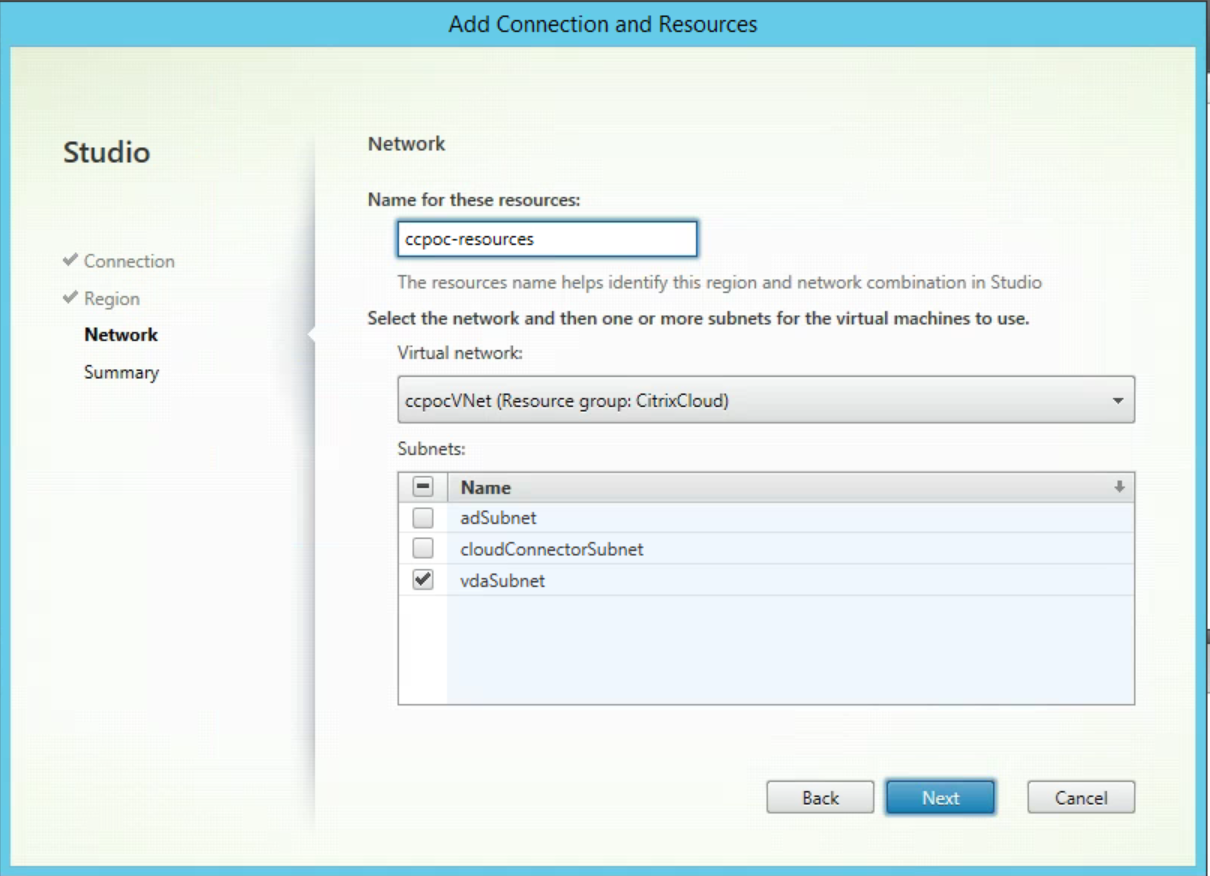 Add Connection and Resources
Studio
Connection
Region
Network
Summary
Network
Name for these resources:
ccpoc-resources
The resources name helps identify this region and network combination in Studio
Select the network and then one or more subnets for the virtual machines to use.
Virtual network:
ccpocVNet (Resource group: CitrixCloud)
Subnets:
Name
adSubnet
cloudConnectorSubnet
vdaSubnet
Back Next Cancel